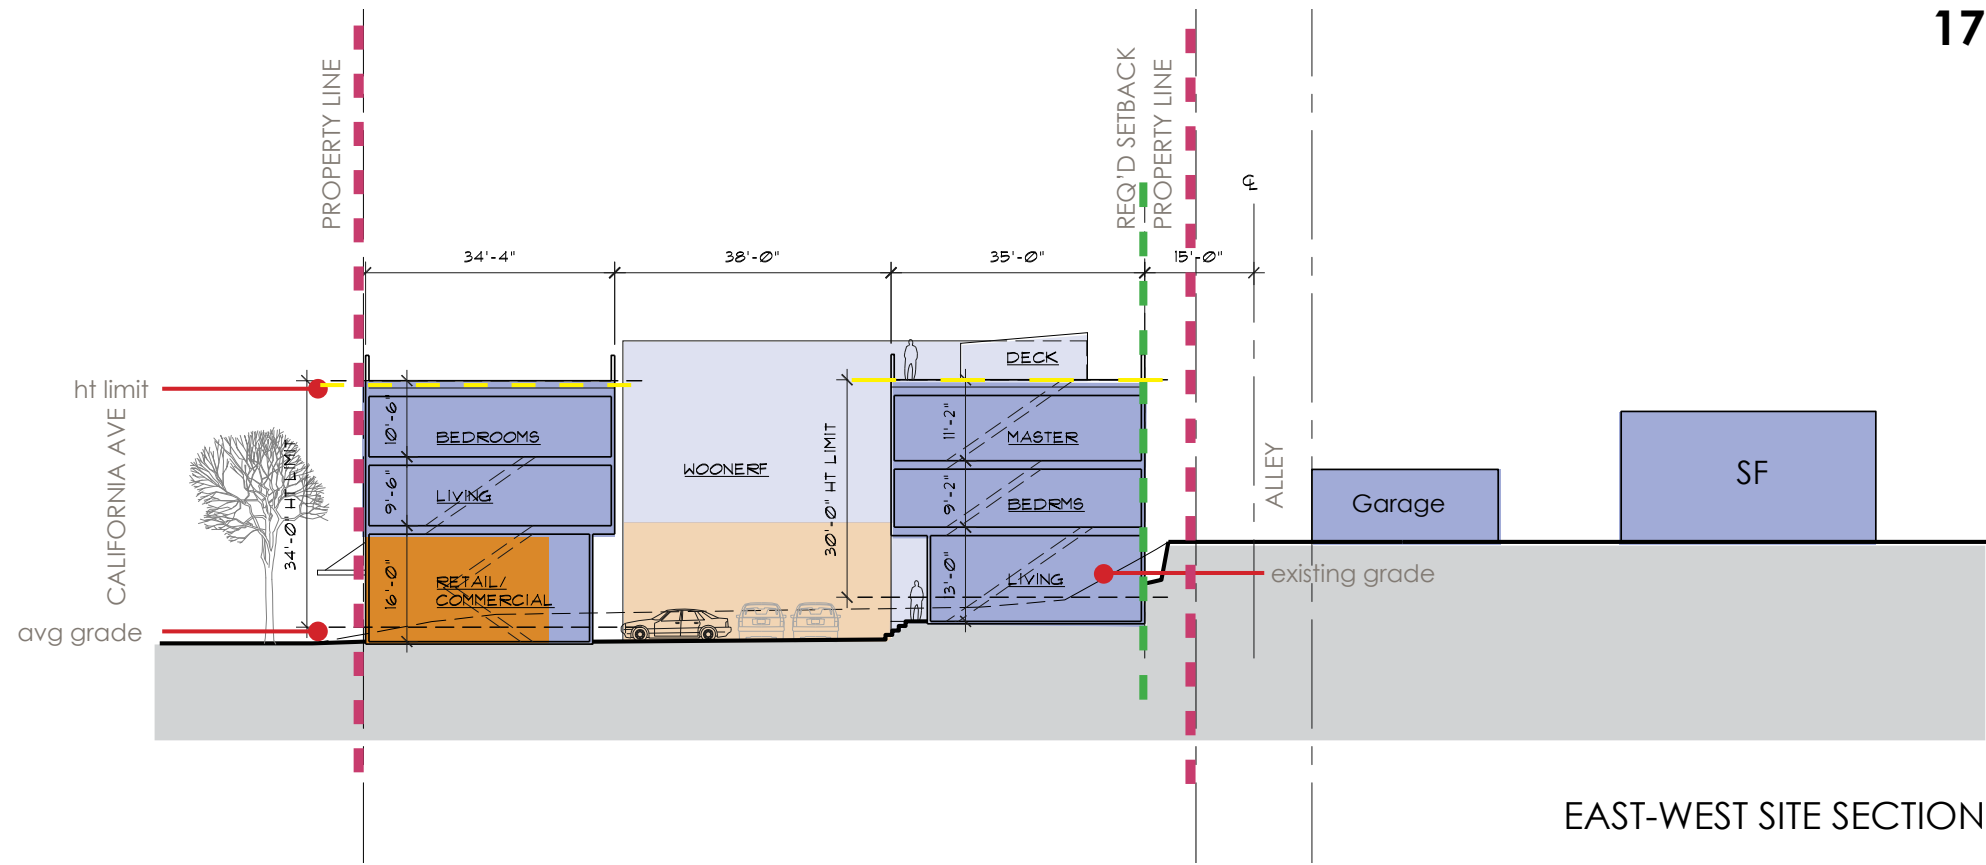 17
PROPERTY LINE
REQ'D SETBACK
PROPERTY LINE
℄
34'-4"
38'-0"
35'-0"
15'-0"
DECK
ht limit
CALIFORNIA AVE
34'-0" HT LIMIT
10'-6"
BEDROOMS
9'-6"
LIVING
16'-0"
RETAIL/
COMMERCIAL
WOONERF
30'-0" HT LIMIT
11'-2"
MASTER
9'-2"
BEDRMS
13'-0"
LIVING
ALLEY
Garage
SF
existing grade
avg grade
EAST-WEST SITE SECTION